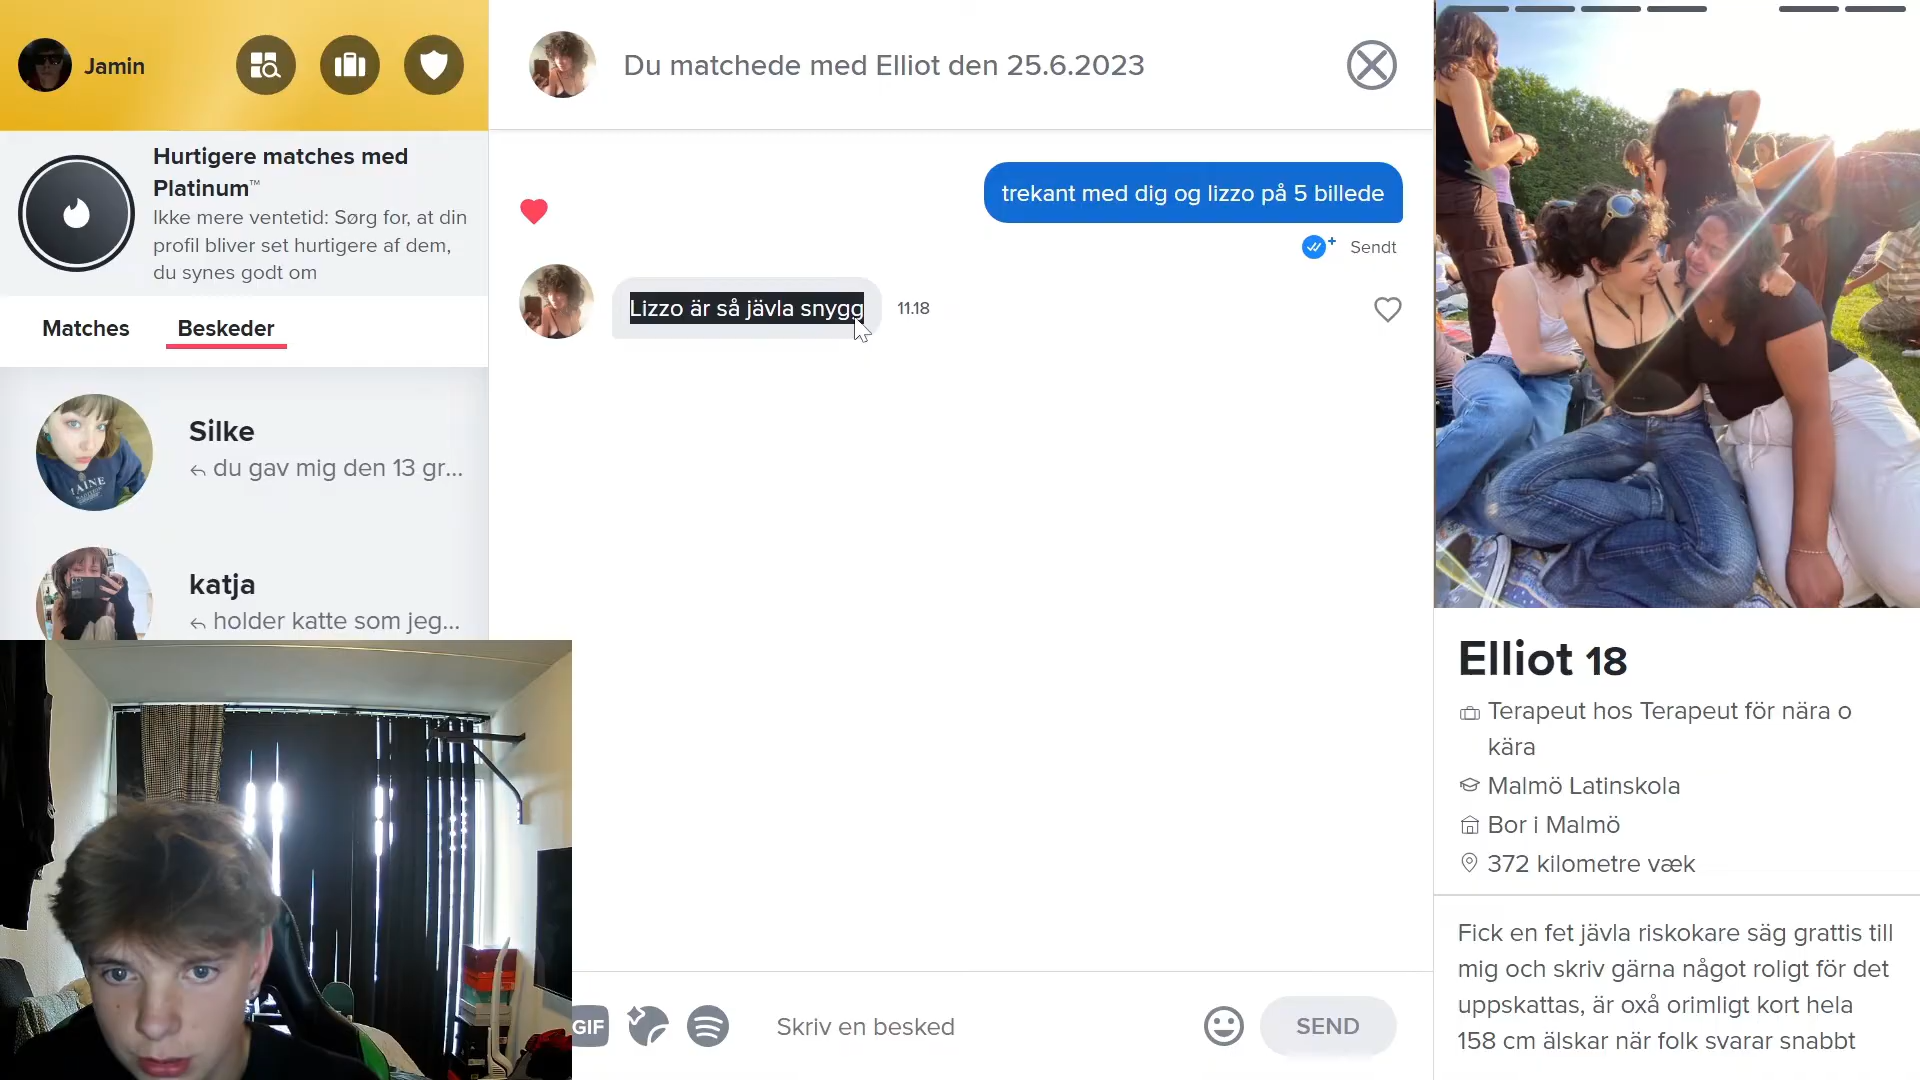 Jamin
Hurtigere matches med
Platinum™
Ikke mere ventetid: Sørg for, at din
profil bliver set hurtigere af dem,
du synes godt om
Matches
Beskeder
Silke
du gav mig den 13 gr...
katja
holder katte som jeg...
Du matchede med Elliot den 25.6.2023
trekant med dig og lizzo på 5 billede
Sendt
Lizzo är så jävla snygg
11.18
GIF
Skriv en besked
SEND
Elliot 18
Terapeut hos Terapeut för nära o
kära
Malmö Latinskola
Bor i Malmö
372 kilometre væk
Fick en fet jävla riskokare säg grattis till
mig och skriv gärna något roligt för det
uppskattas, är oxå orimligt kort hela
158 cm älskar när folk svarar snabbt